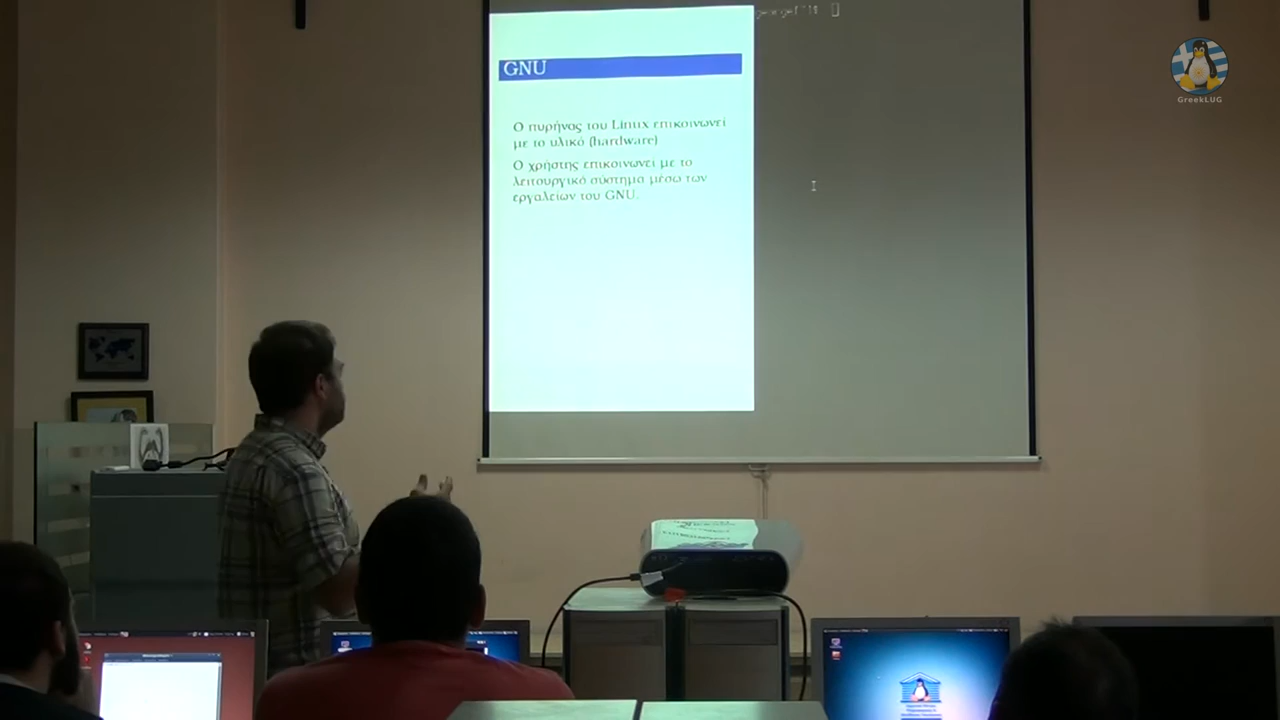 GNU
Ο πυρήνας του Linux επικοινωνεί
με το υλικό (hardware)
Ο χρήστης επικοινωνεί με το
λειτουργικό σύστημα μέσω των
εργαλείων του GNU.
GreekLUG